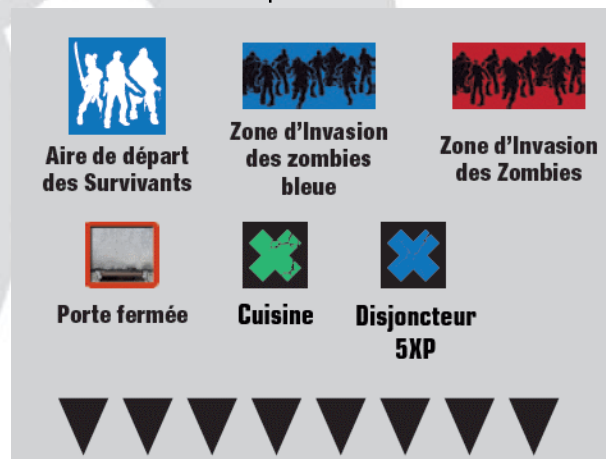 Aire de départ
des Survivants
Zone d'Invasion
des zombies
bleue
Zone d'Invasion
des Zombies
Porte fermée
Cuisine
Disjoncteur
5XP